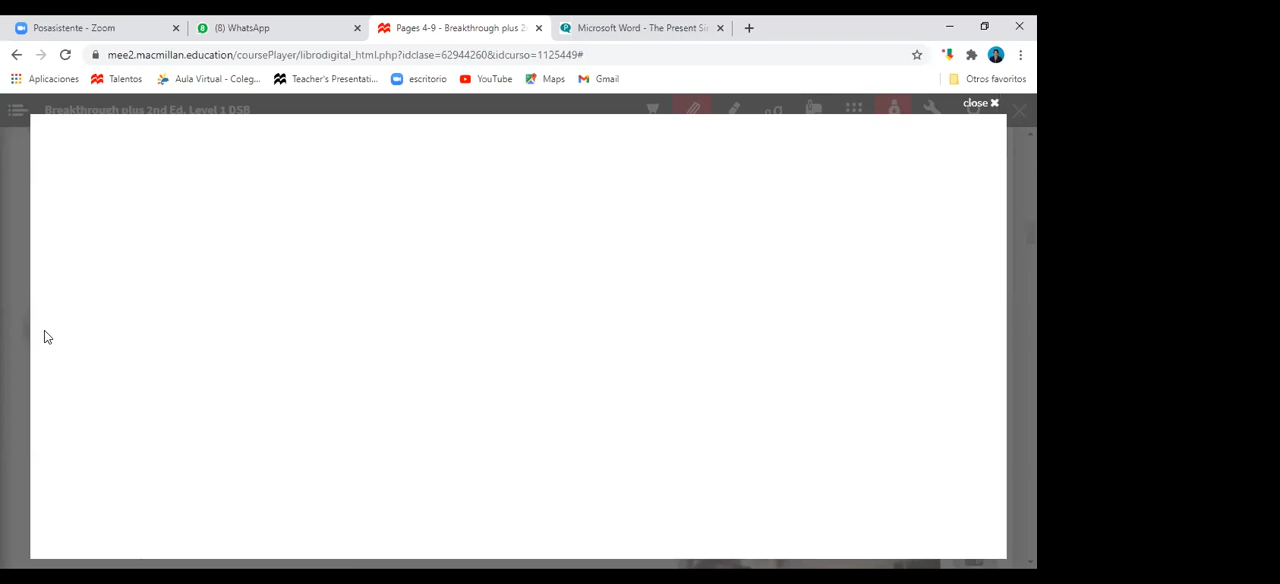 Posasistente - Zoom
(8) WhatsApp
Pages 4-9 - Breakthrough plus 2
Microsoft Word - The Present Si
mee2.macmillan.education/coursePlayer/librodigital_html.php?idclase=62944260&idcurso=1125449#
Aplicaciones
Talentos
Aula Virtual - Coleg...
Teacher's Presentati...
escritorio
YouTube
Maps
Gmail
Otros favoritos
Breakthrough plus 2nd Ed. Level 1 DSB
close